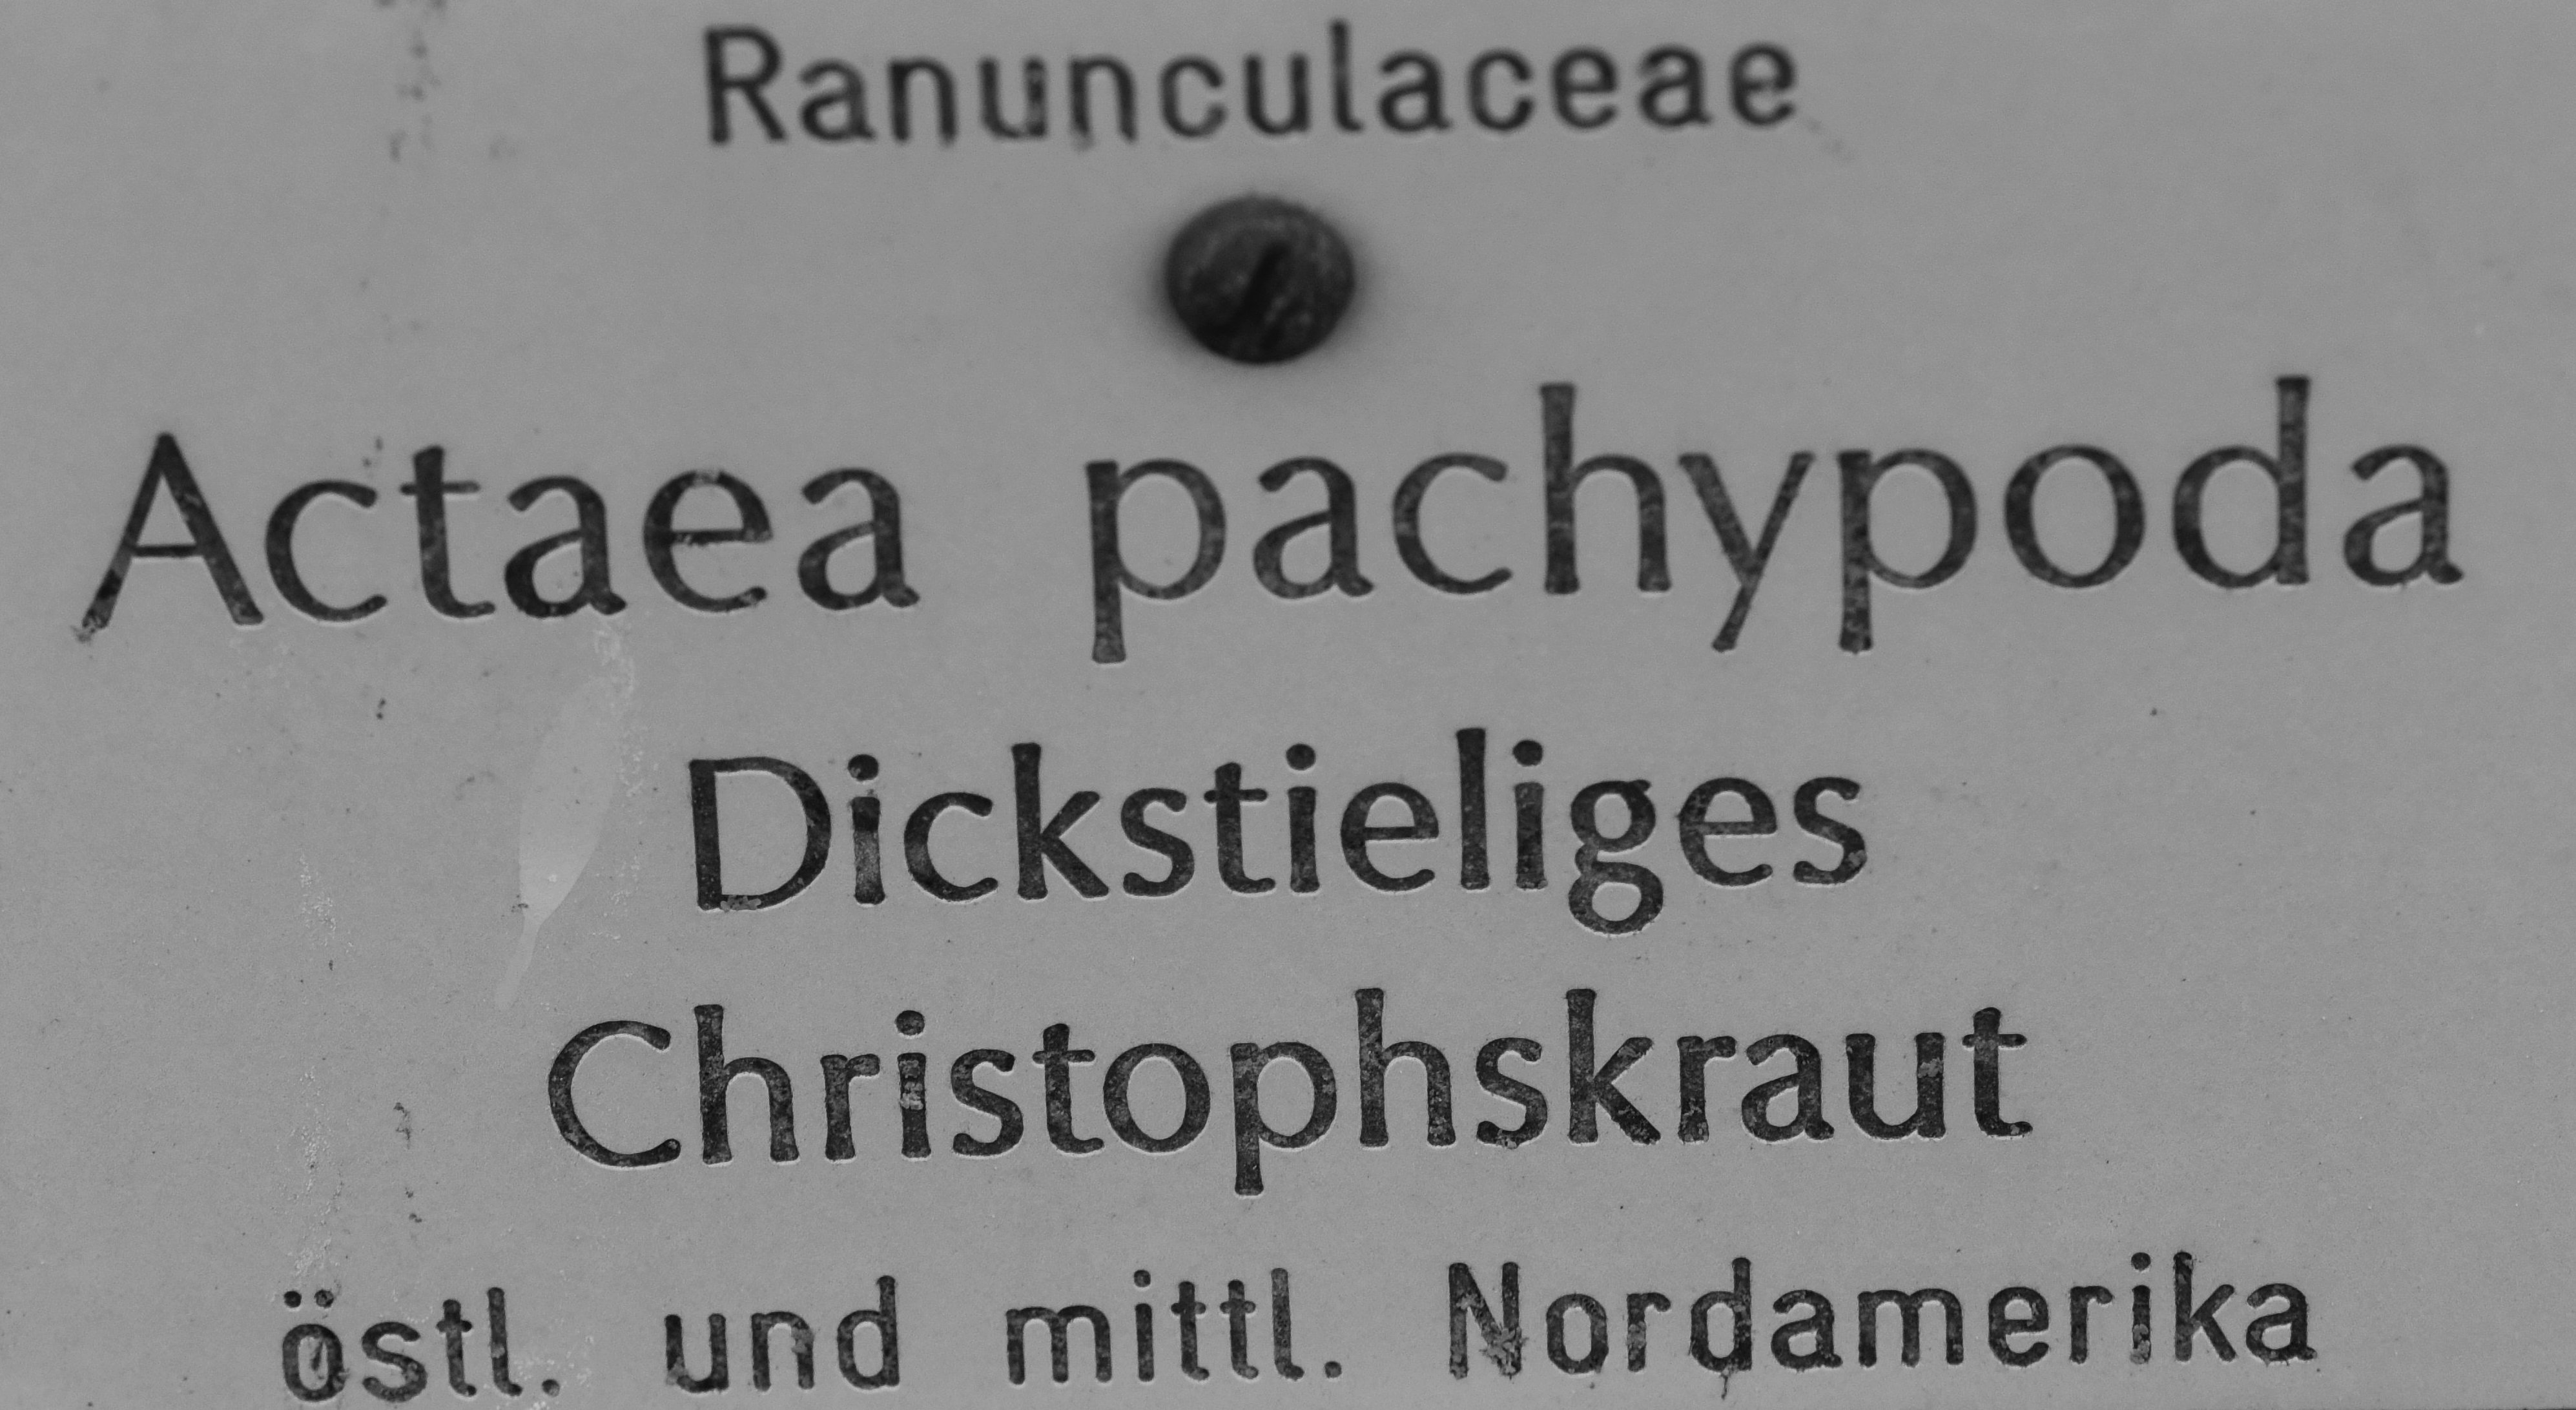 Ranunculaceae
Actaea pachypoda
Dickstieliges
Christophskraut
östl. und mittl. Nordamerika